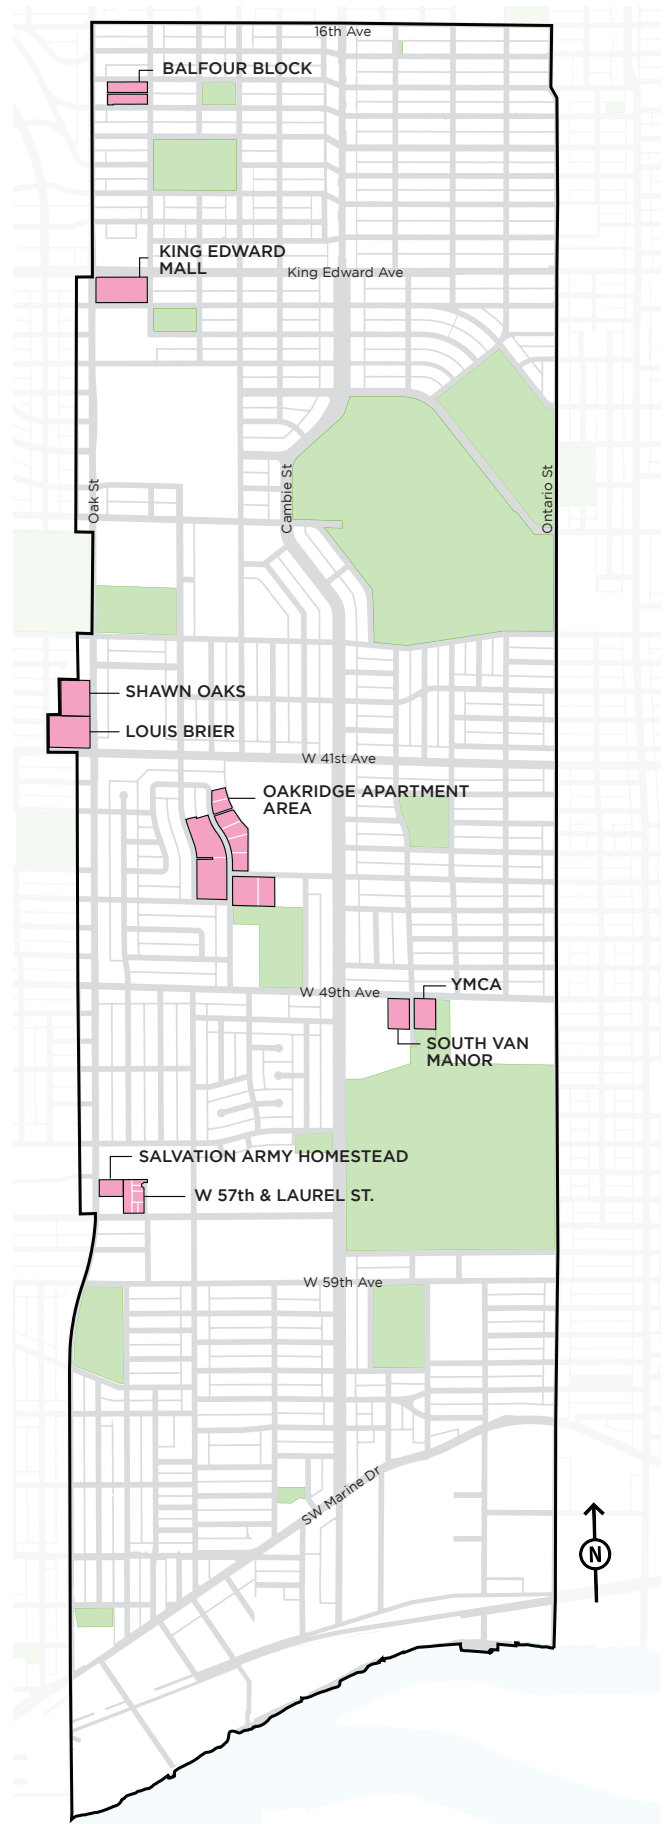 16th Ave
BALFOUR BLOCK
KING EDWARD
MALL
King Edward Ave
Oak St
Cambie St
Ontario St
SHAWN OAKS
LOUIS BRIER
W 41st Ave
OAKRIDGE APARTMENT
AREA
W 49th Ave
YMCA
SOUTH VAN
MANOR
SALVATION ARMY HOMESTEAD
W 57th & LAUREL ST.
W 59th Ave
SW Marine Dr
N